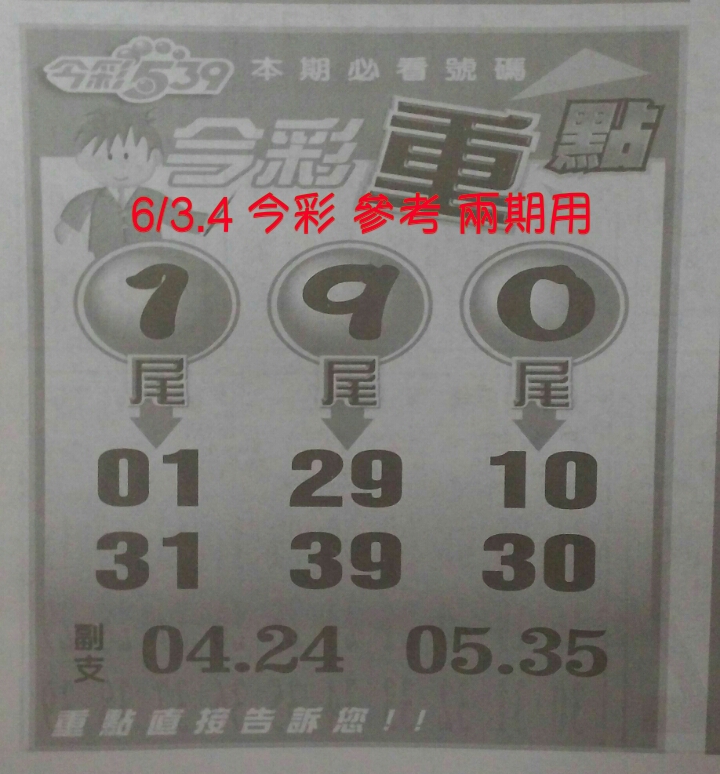 今彩539 本期必看號碼
今彩重點
6/3.4 今彩 參考 兩期用
1 9 0
尾 尾 尾
01 29 10
31 39 30
副支 04.24 05.35
重點直接告訴您!!